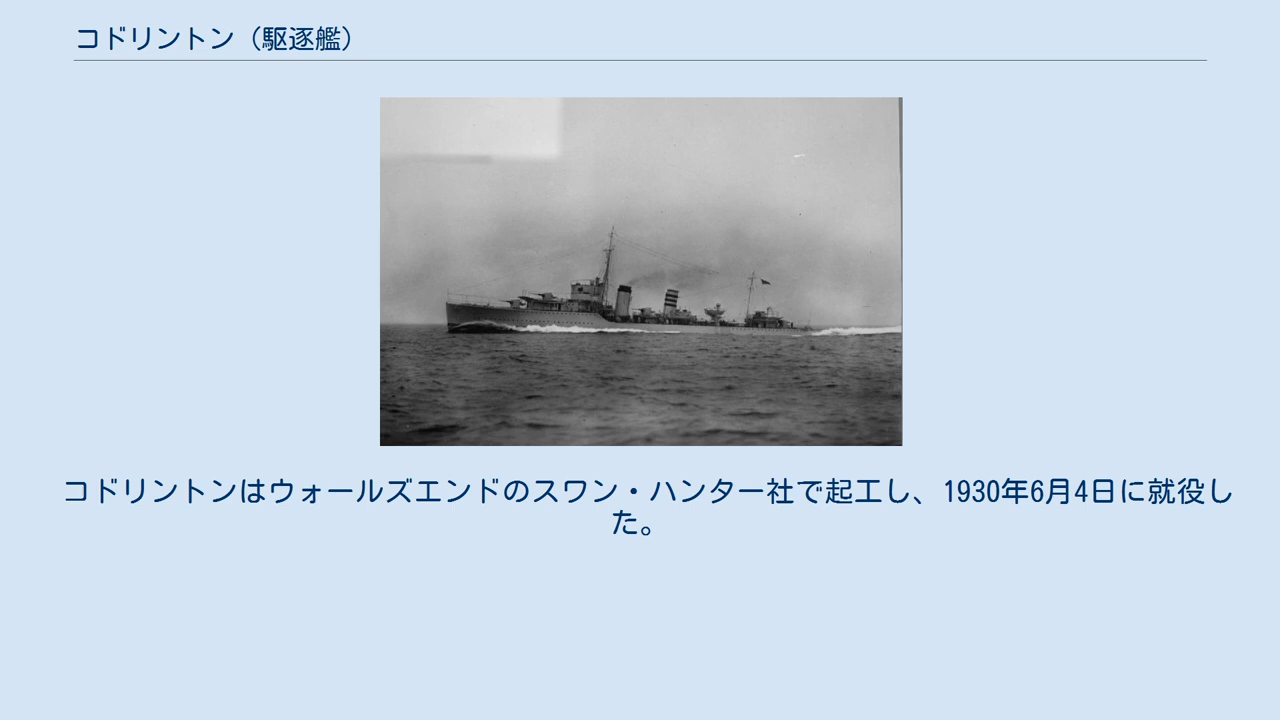 コドリントン（駆逐艦）
コドリントンはウォールズエンドのスワン・ハンター社で起工し、1930年6月4日に就役し
た。